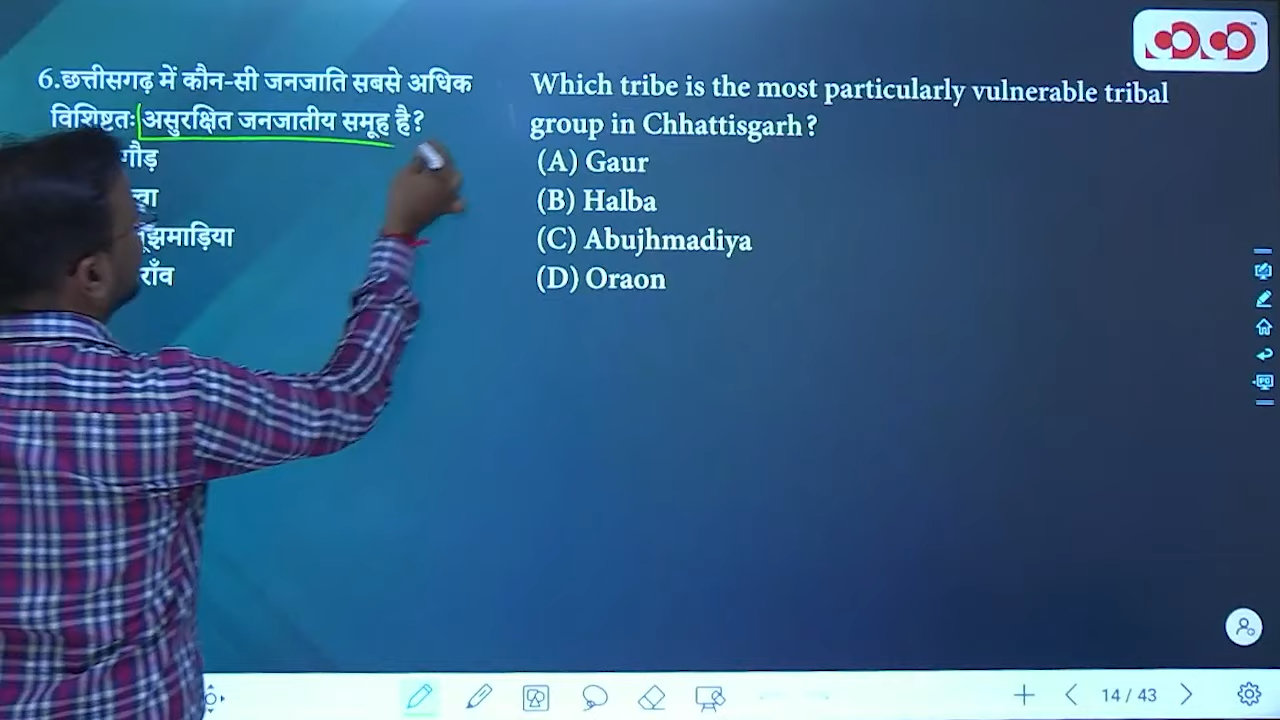 6.छत्तीसगढ़ में कौन-सी जनजाति सबसे अधिक
विशिष्टतः असुरक्षित जनजातीय समूह है?
Which tribe is the most particularly vulnerable tribal
group in Chhattisgarh?
(A) Gaur
(B) Halba
(C) Abujhmadiya
(D) Oraon
14 / 43